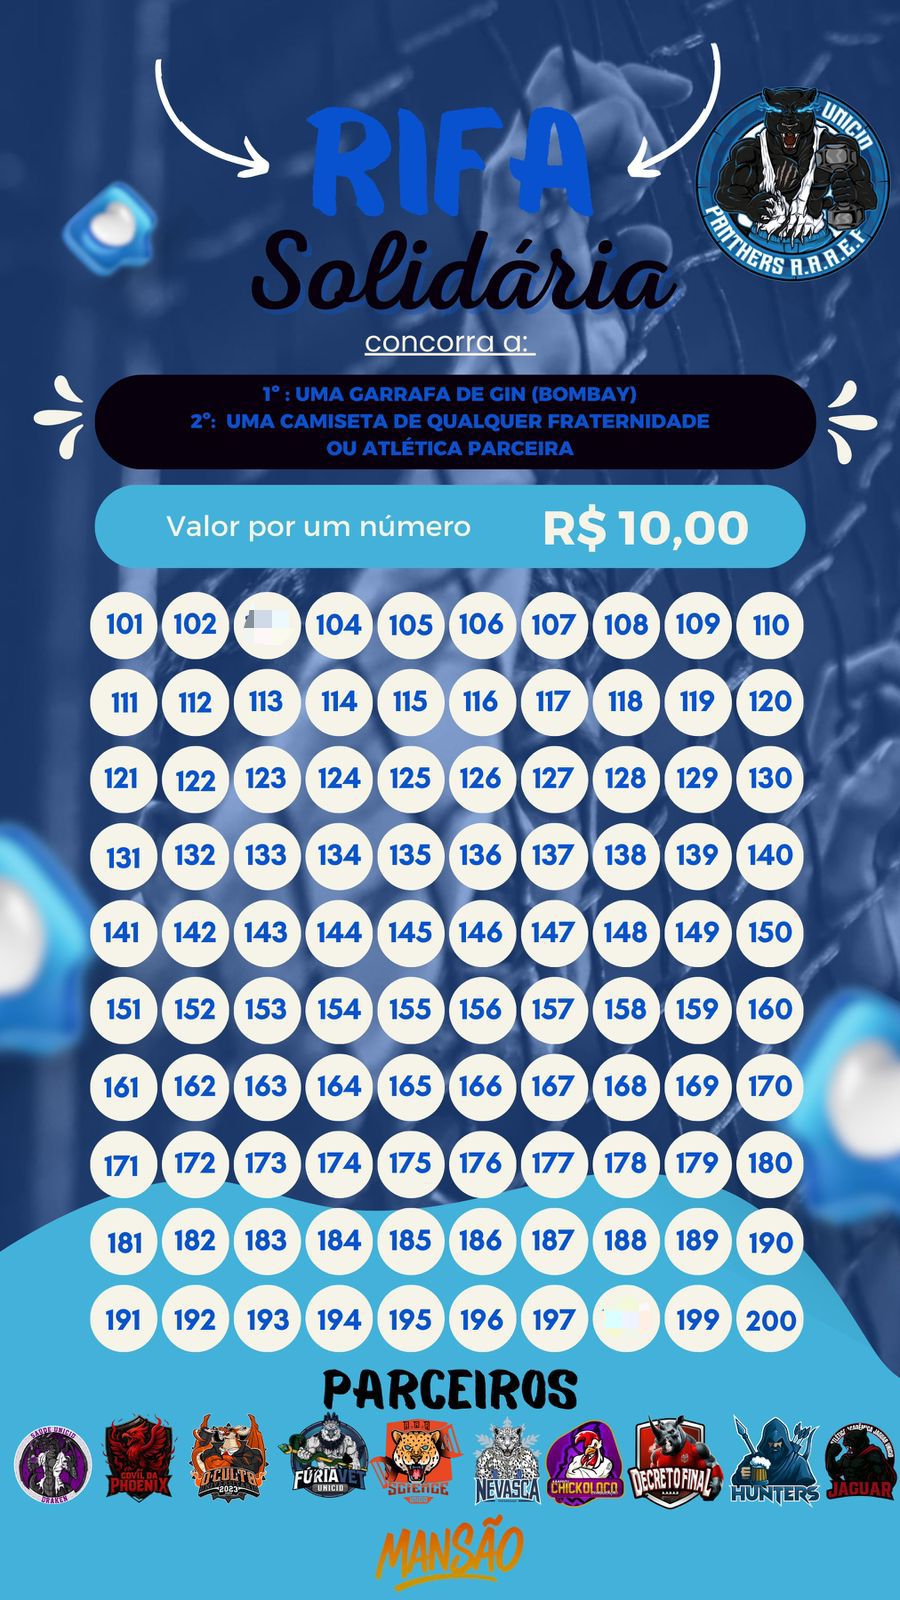 RIFA
Solidária
concorra a:
UNICID
PANTHERS A.A.A.E.F
1º : UMA GARRAFA DE GIN (BOMBAY)
2º: UMA CAMISETA DE QUALQUER FRATERNIDADE
OU ATLÉTICA PARCEIRA
Valor por um número R$ 10,00
101 102 104 105 106 107 108 109 110
111 112 113 114 115 116 117 118 119 120
121 122 123 124 125 126 127 128 129 130
131 132 133 134 135 136 137 138 139 140
141 142 143 144 145 146 147 148 149 150
151 152 153 154 155 156 157 158 159 160
161 162 163 164 165 166 167 168 169 170
171 172 173 174 175 176 177 178 179 180
181 182 183 184 185 186 187 188 189 190
191 192 193 194 195 196 197 199 200
PARCEIROS
SAÚDE UNICID
DRAKEN
COVIL DA
PHOENIX
OCULTO
2023
FÚRIAVET
UNICID
SCIENCE
NEVASCA
CHICKOLOCO
DECRETO FINAL
HUNTERS
JAGUAR
MANSÃO